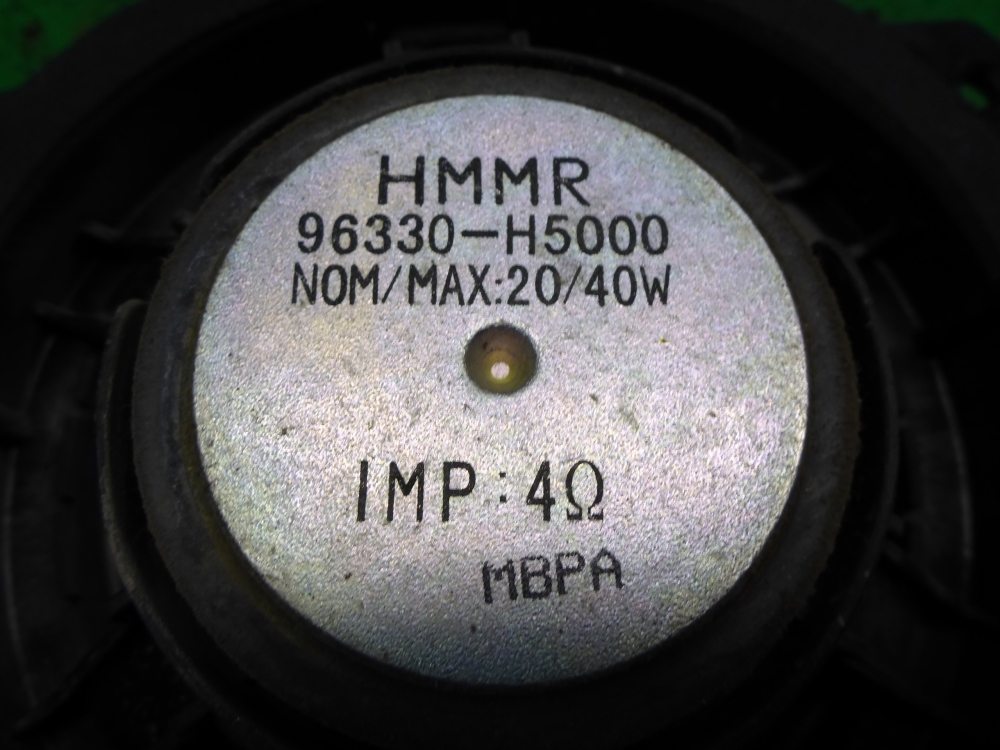 HMMR
96330-H5000
NOM/MAX:20/40W
IMP:4Ω
MBPA